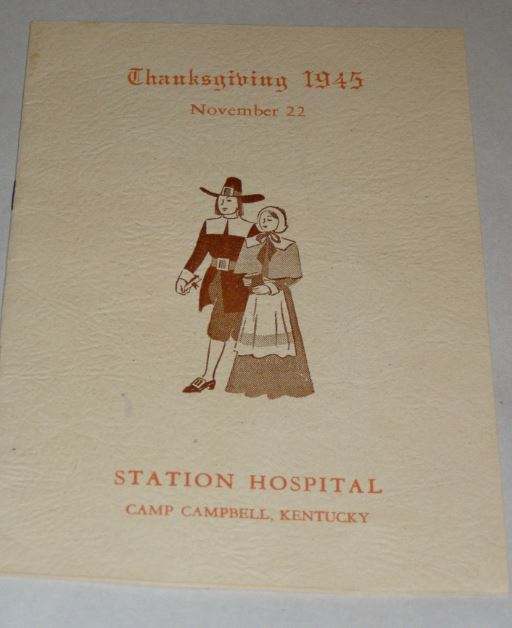 Thanksgiving 1945
November 22
STATION HOSPITAL
CAMP CAMPBELL, KENTUCKY